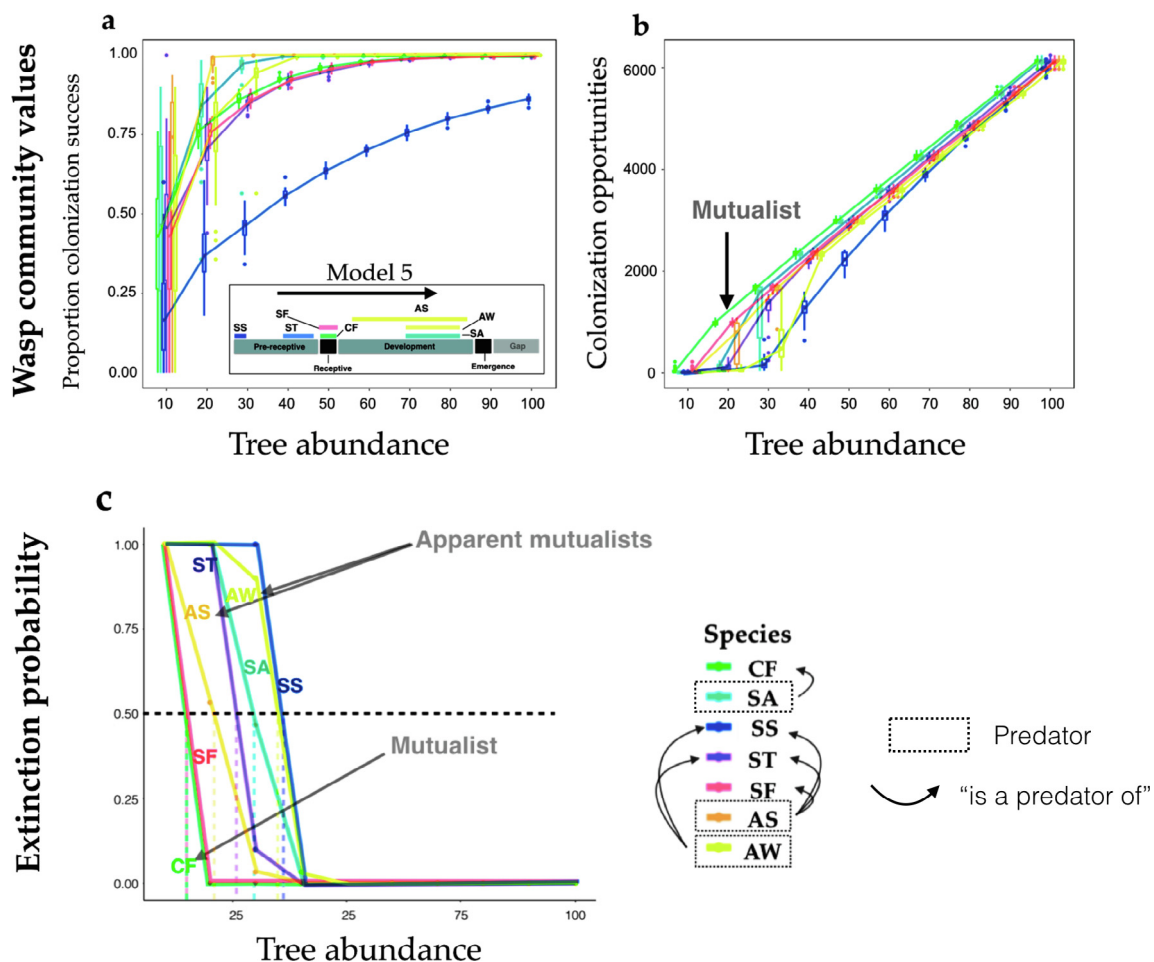 a
Wasp community values
Proportion colonization success
1.00
0.75
0.50
0.25
0.00
Model 5
AS
SF
AW
SS
ST
CF
SA
Pre-receptive
Development
Gap
Receptive
Emergence
10 20 30 40 50 60 70 80 90 100
Tree abundance
b
Colonization opportunities
6000
4000
2000
0
Mutualist
10 20 30 40 50 60 70 80 90 100
Tree abundance
c
Extinction probability
1.00
0.75
0.50
0.25
0.00
Apparent mutualists
ST
AW
AS
SA
SS
Mutualist
SF
CF
25 25 75 100
Tree abundance
Species
CF
SA
SS
ST
SF
AS
AW
Predator
"is a predator of"